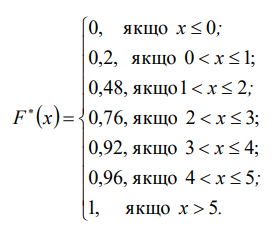 0, якщо x ≤ 0;
0,2, якщо 0 < x ≤ 1;
0,48, якщо 1 < x ≤ 2;
F*(x) = { 0,76, якщо 2 < x ≤ 3;
0,92, якщо 3 < x ≤ 4;
0,96, якщо 4 < x ≤ 5;
1, якщо x > 5.